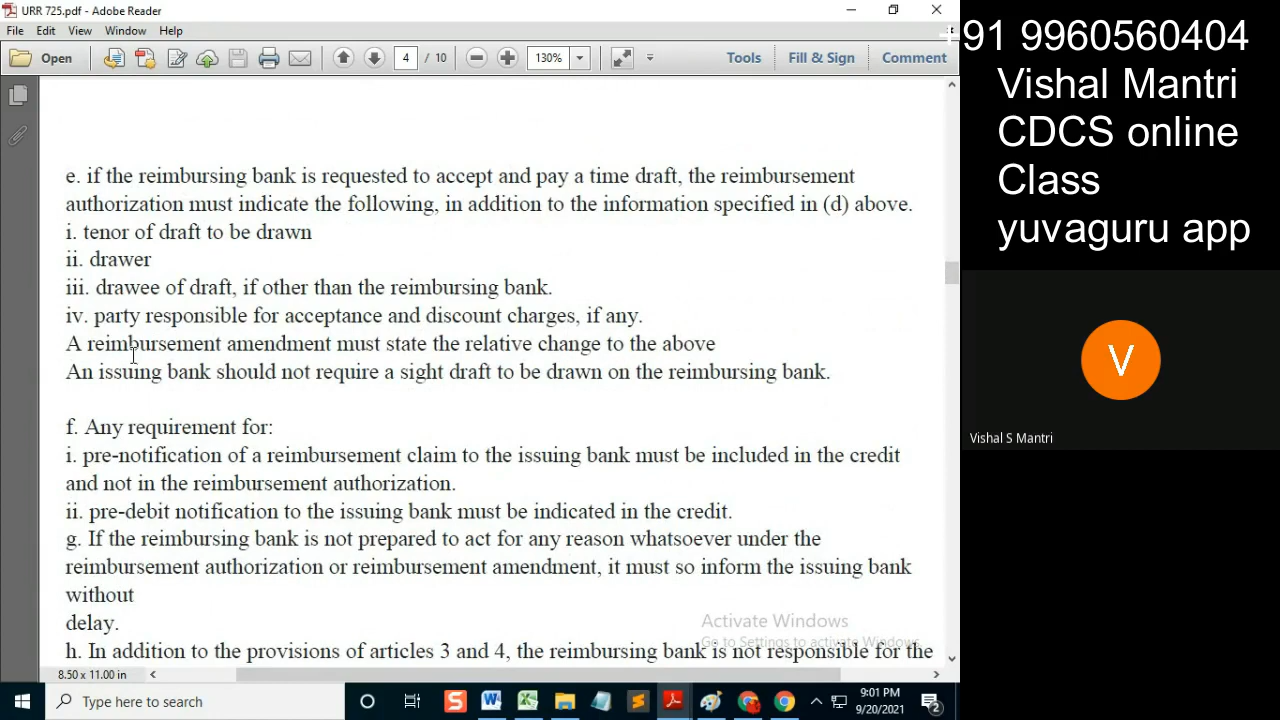 URR 725.pdf - Adobe Reader
File Edit View Window Help
Open 4 / 10 130% Tools Fill & Sign Comment
e. if the reimbursing bank is requested to accept and pay a time draft, the reimbursement
authorization must indicate the following, in addition to the information specified in (d) above.
i. tenor of draft to be drawn
ii. drawer
iii. drawee of draft, if other than the reimbursing bank.
iv. party responsible for acceptance and discount charges, if any.
A reimbursement amendment must state the relative change to the above
An issuing bank should not require a sight draft to be drawn on the reimbursing bank.
f. Any requirement for:
i. pre-notification of a reimbursement claim to the issuing bank must be included in the credit
and not in the reimbursement authorization.
ii. pre-debit notification to the issuing bank must be indicated in the credit.
g. If the reimbursing bank is not prepared to act for any reason whatsoever under the
reimbursement authorization or reimbursement amendment, it must so inform the issuing bank
without
delay.
h. In addition to the provisions of articles 3 and 4, the reimbursing bank is not responsible for the
Activate Windows
Go to Settings to activate Windows.
8.50 x 11.00 in
Type here to search
9:01 PM
9/20/2021
2
+91 9960560404
Vishal Mantri
CDCS online
Class
yuvaguru app
V
Vishal S Mantri